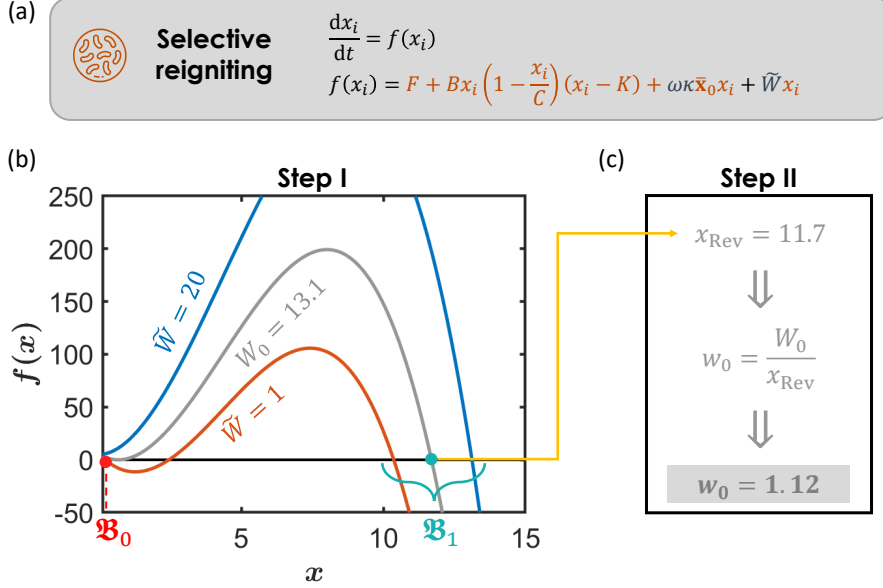 (a)
Selective
reigniting
dx_i/dt = f(x_i)
f(x_i) = F + Bx_i(1 − x_i/C)(x_i − K) + ωκx̄_0x_i + W̃x_i
(b)
Step I
250
200
150
100
50
0
-50
f(x)
W̃ = 20
W_0 = 13.1
W̃ = 1
𝔅_0
5
10
𝔅_1
15
x
(c)
Step II
x_Rev = 11.7
⇓
w_0 = W_0/x_Rev
⇓
w_0 = 1.12